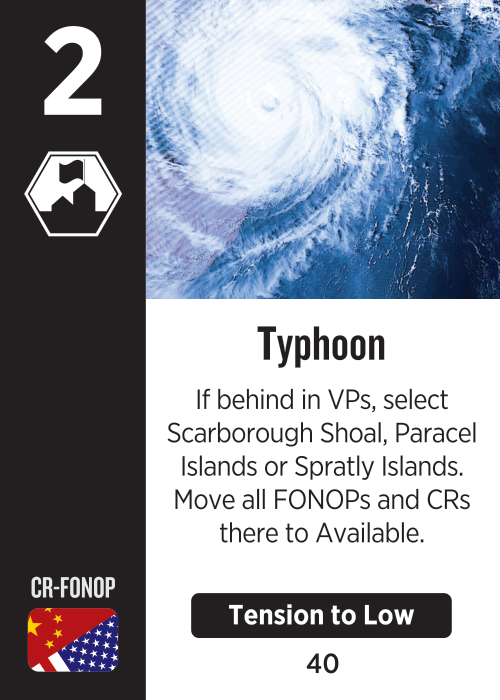 2
Typhoon
If behind in VPs, select
Scarborough Shoal, Paracel
Islands or Spratly Islands.
Move all FONOPs and CRs
there to Available.
CR-FONOP
Tension to Low
40